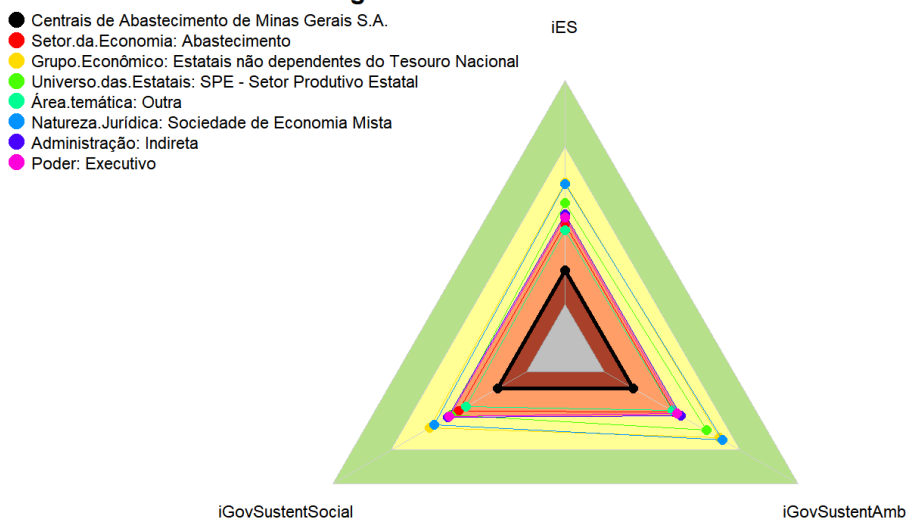 Centrais de Abastecimento de Minas Gerais S.A.
Setor.da.Economia: Abastecimento
Grupo.Econômico: Estatais não dependentes do Tesouro Nacional
Universo.das.Estatais: SPE - Setor Produtivo Estatal
Área.temática: Outra
Natureza.Jurídica: Sociedade de Economia Mista
Administração: Indireta
Poder: Executivo
iES
iGovSustentSocial
iGovSustentAmb